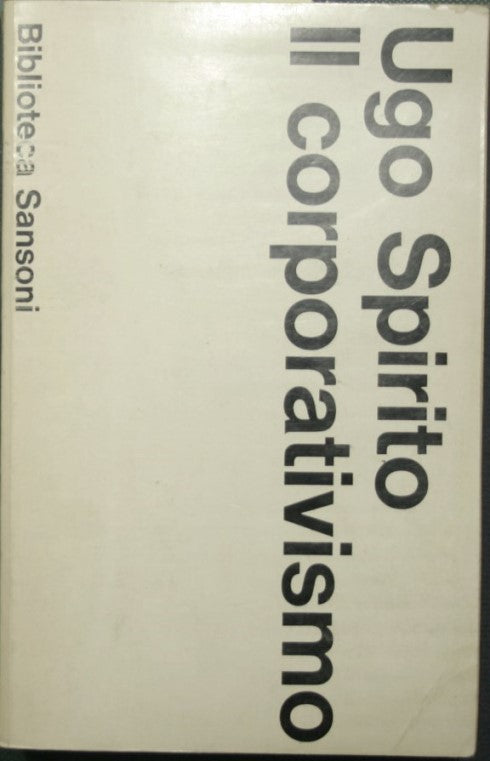 Ugo Spirito
Il corporativismo
Biblioteca Sansoni